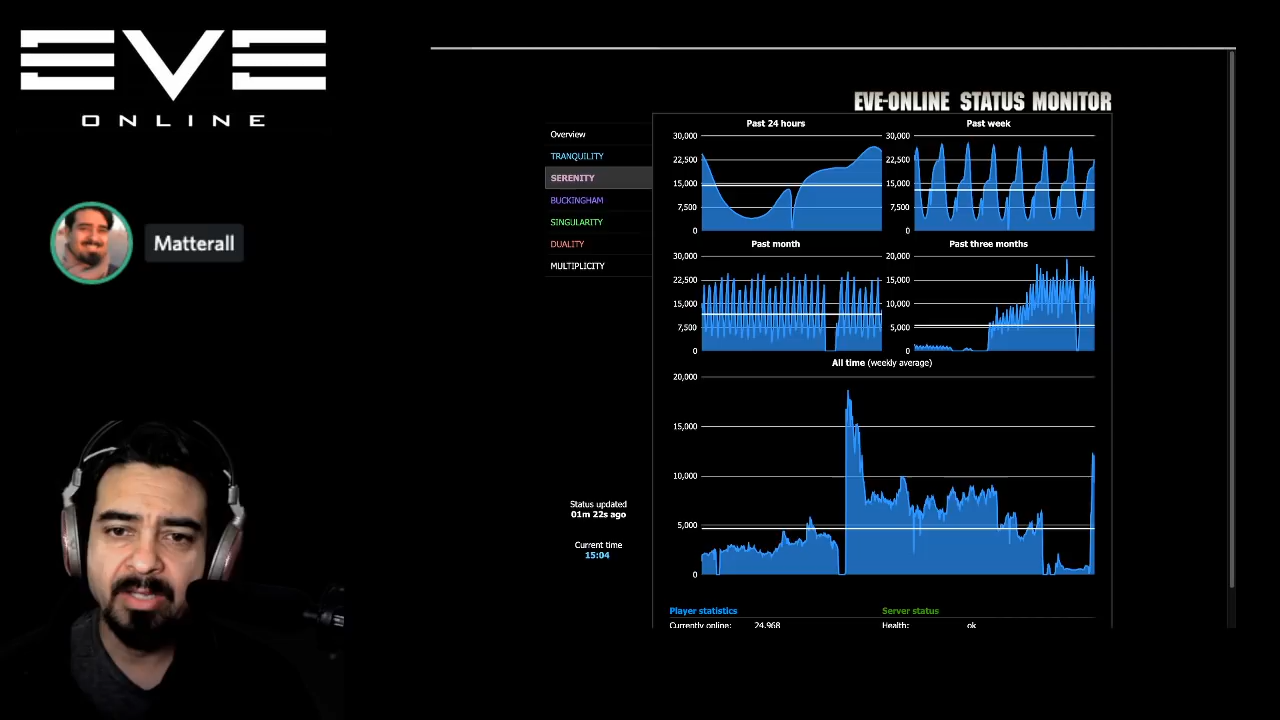 EVE
ONLINE
Matterall
EVE-ONLINE STATUS MONITOR
Overview
TRANQUILITY
SERENITY
BUCKINGHAM
SINGULARITY
DUALITY
MULTIPLICITY
Status updated
01m 22s ago
Current time
15:04
Past 24 hours
30,000
22,500
15,000
7,500
0
Past week
30,000
22,500
15,000
7,500
0
Past month
30,000
22,500
15,000
7,500
0
Past three months
20,000
15,000
10,000
5,000
0
All time (weekly average)
20,000
15,000
10,000
5,000
0
Player statistics
Currently online: 24,968
Server status
Health: ok